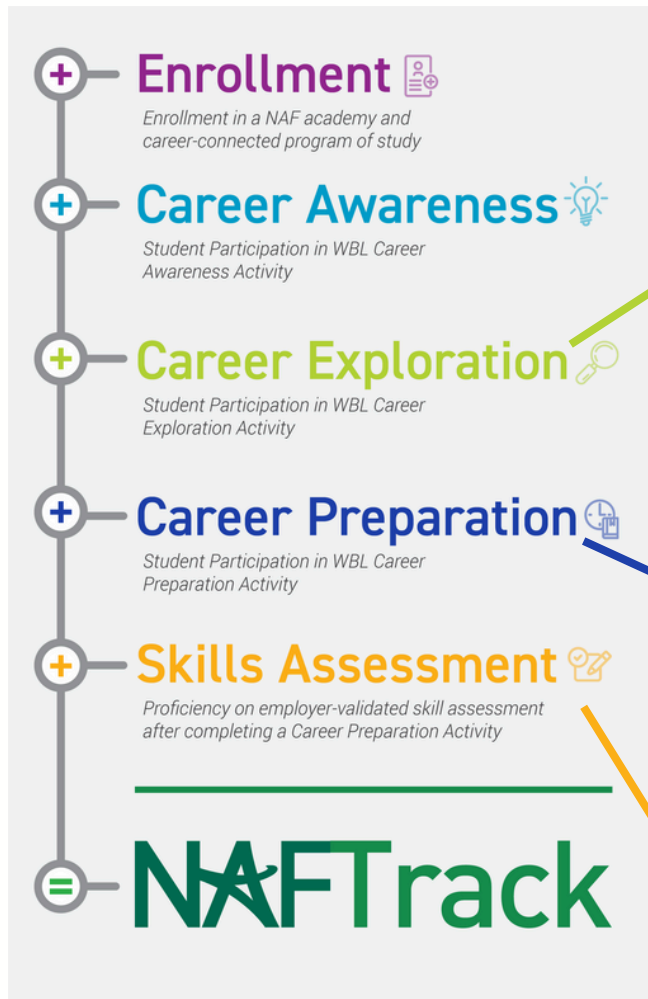 + Enrollment
Enrollment in a NAF academy and
career-connected program of study
+ Career Awareness
Student Participation in WBL Career
Awareness Activity
+ Career Exploration
Student Participation in WBL Career
Exploration Activity
+ Career Preparation
Student Participation in WBL Career
Preparation Activity
+ Skills Assessment
Proficiency on employer-validated skill assessment
after completing a Career Preparation Activity
= NAFTrack